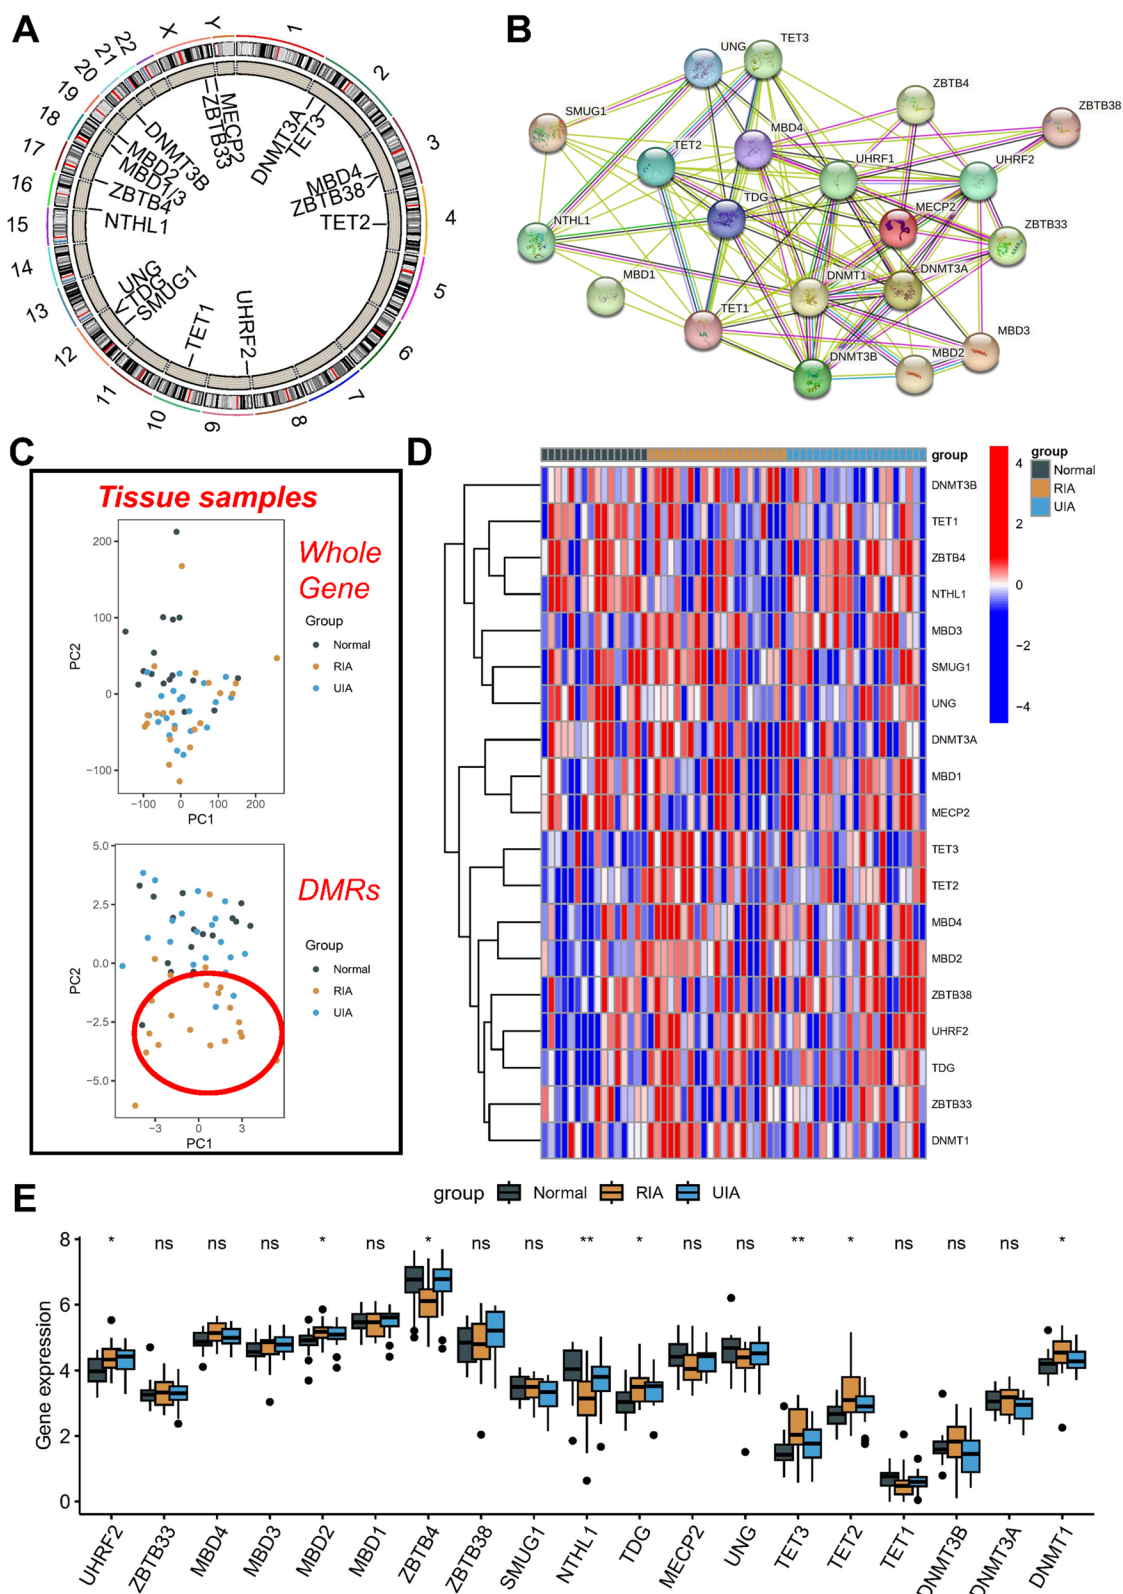 A
1
2
3
4
5
6
7
8
9
10
11
12
13
14
15
16
17
18
19
20
21
22
X
Y
MECP2
ZBTB33
DNMT3A
TET3
MBD4
ZBTB38
TET2
DNMT3B
MBD2
MBD1/3
ZBTB4
NTHL1
UNG
TDG
SMUG1
TET1
UHRF2
B
UNG
TET3
ZBTB4
ZBTB38
SMUG1
MBD4
TET2
UHRF1
UHRF2
TDG
MECP2
NTHL1
ZBTB33
MBD1
DNMT1
DNMT3A
TET1
MBD3
DNMT3B
MBD2
C
Tissue samples
Whole
Gene
Group
Normal
RIA
UIA
PC2
200
100
0
−100
−100 0 100 200
PC1
DMRs
Group
Normal
RIA
UIA
PC2
5.0
2.5
0.0
−2.5
−5.0
−3 0 3
PC1
D
group
DNMT3B
TET1
ZBTB4
NTHL1
MBD3
SMUG1
UNG
DNMT3A
MBD1
MECP2
TET3
TET2
MBD4
MBD2
ZBTB38
UHRF2
TDG
ZBTB33
DNMT1
4
2
0
−2
−4
group
Normal
RIA
UIA
E
group Normal RIA UIA
Gene expression
8
6
4
2
0
* ns ns ns * ns * ns ns ** * ns ns ** * ns ns ns *
UHRF2 ZBTB33 MBD4 MBD3 MBD2 MBD1 ZBTB4 ZBTB38 SMUG1 NTHL1 TDG MECP2 UNG TET3 TET2 TET1 DNMT3B DNMT3A DNMT1